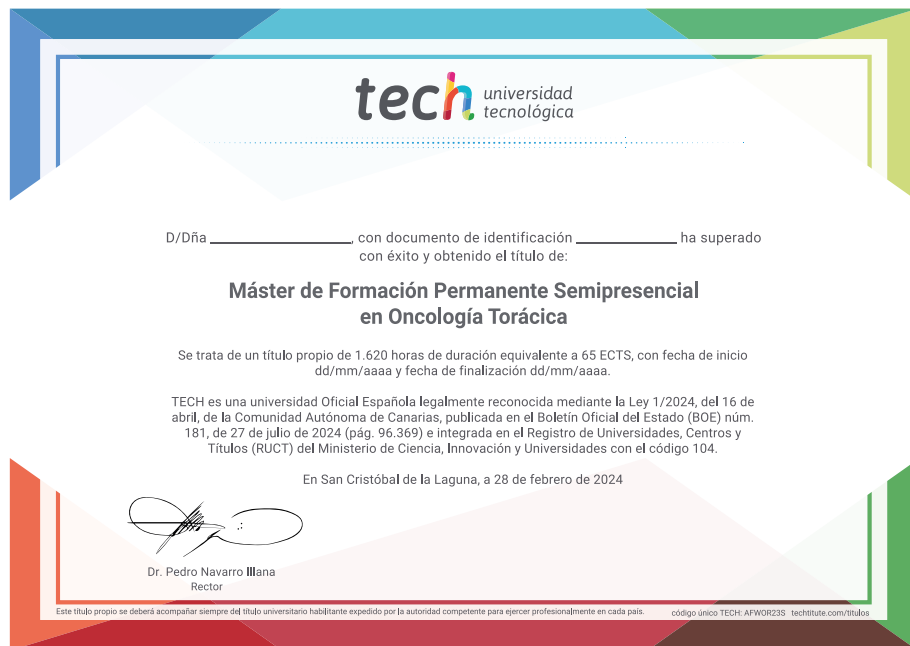 tech universidad
tecnológica
D/Dña ____________________, con documento de identificación ______________ ha superado
con éxito y obtenido el título de:
Máster de Formación Permanente Semipresencial
en Oncología Torácica
Se trata de un título propio de 1.620 horas de duración equivalente a 65 ECTS, con fecha de inicio
dd/mm/aaaa y fecha de finalización dd/mm/aaaa.
TECH es una universidad Oficial Española legalmente reconocida mediante la Ley 1/2024, del 16 de
abril, de la Comunidad Autónoma de Canarias, publicada en el Boletín Oficial del Estado (BOE) núm.
181, de 27 de julio de 2024 (pág. 96.369) e integrada en el Registro de Universidades, Centros y
Títulos (RUCT) del Ministerio de Ciencia, Innovación y Universidades con el código 104.
En San Cristóbal de la Laguna, a 28 de febrero de 2024
Dr. Pedro Navarro Illana
Rector
Este título propio se deberá acompañar siempre del título universitario habilitante expedido por la autoridad competente para ejercer profesionalmente en cada país. código único TECH: AFWOR23S techtitute.com/titulos